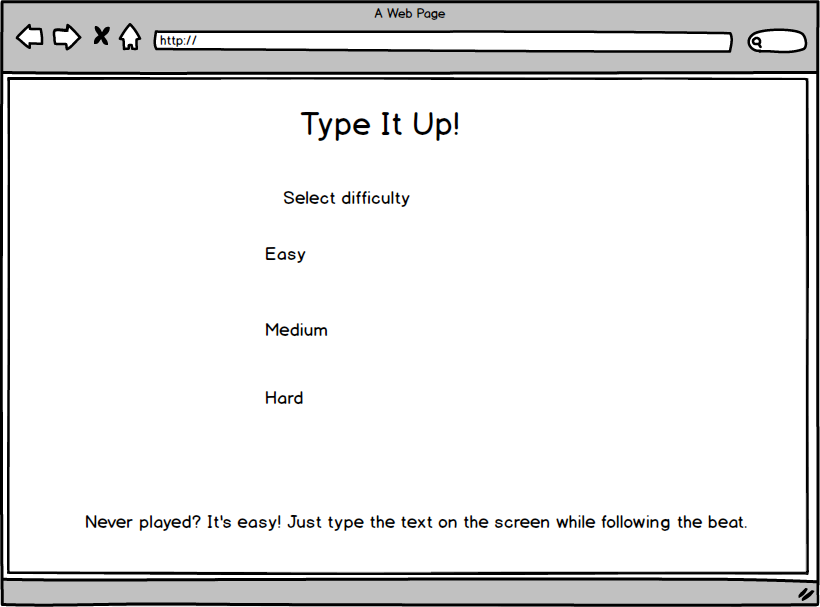 A Web Page
http://
Type It Up!
Select difficulty
Easy
Medium
Hard
Never played? It's easy! Just type the text on the screen while following the beat.